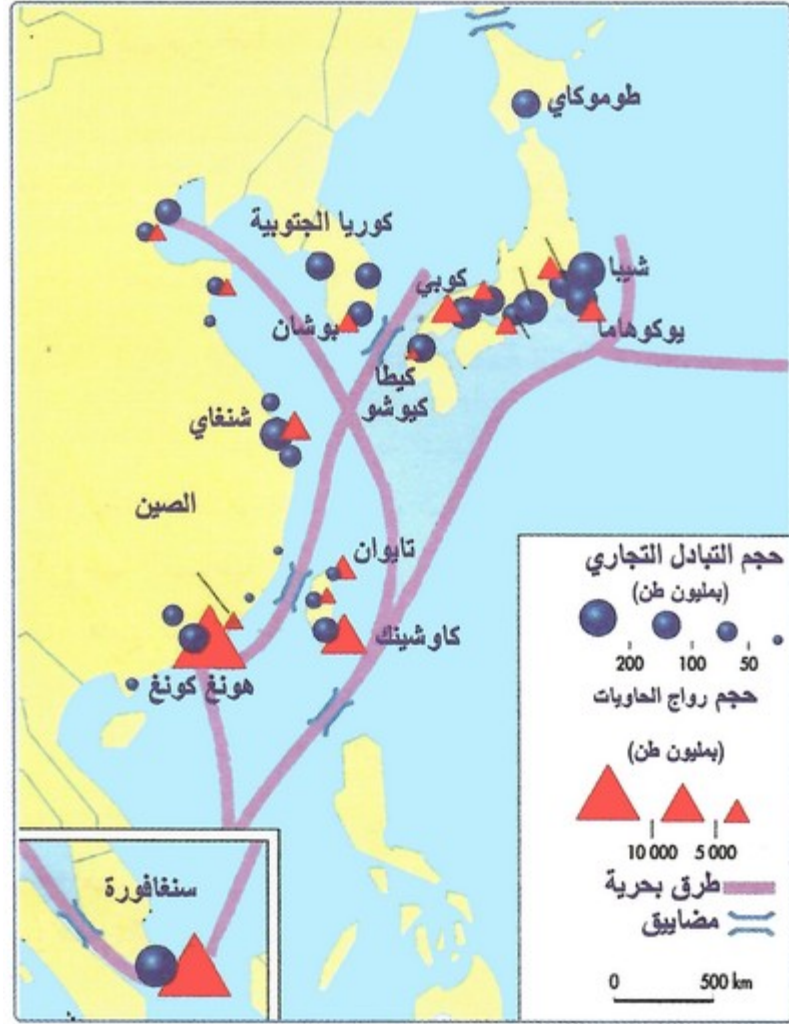 طوموكاي
كوريا الجنوبية
شيبا
كوبي
يوكوهاما
بوشان
كيطا
كيوشو
شنغاي
الصين
تايوان
كاوشينك
هونغ كونغ
سنغافورة
حجم التبادل التجاري
(بمليون طن)
200 100 50
حجم رواج الحاويات
(بمليون طن)
10 000 5 000
طرق بحرية
مضاييق
0 500 km